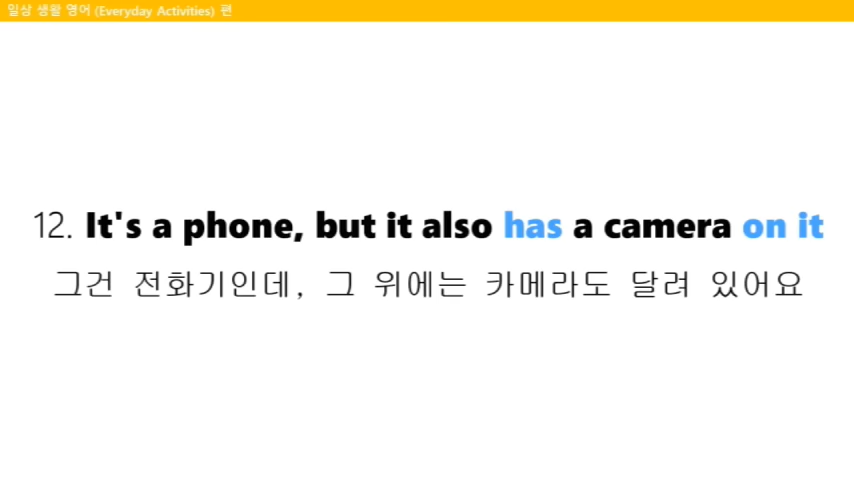 일상 생활 영어 (Everyday Activities) 편
12. It's a phone, but it also has a camera on it
그건 전화기인데, 그 위에는 카메라도 달려 있어요